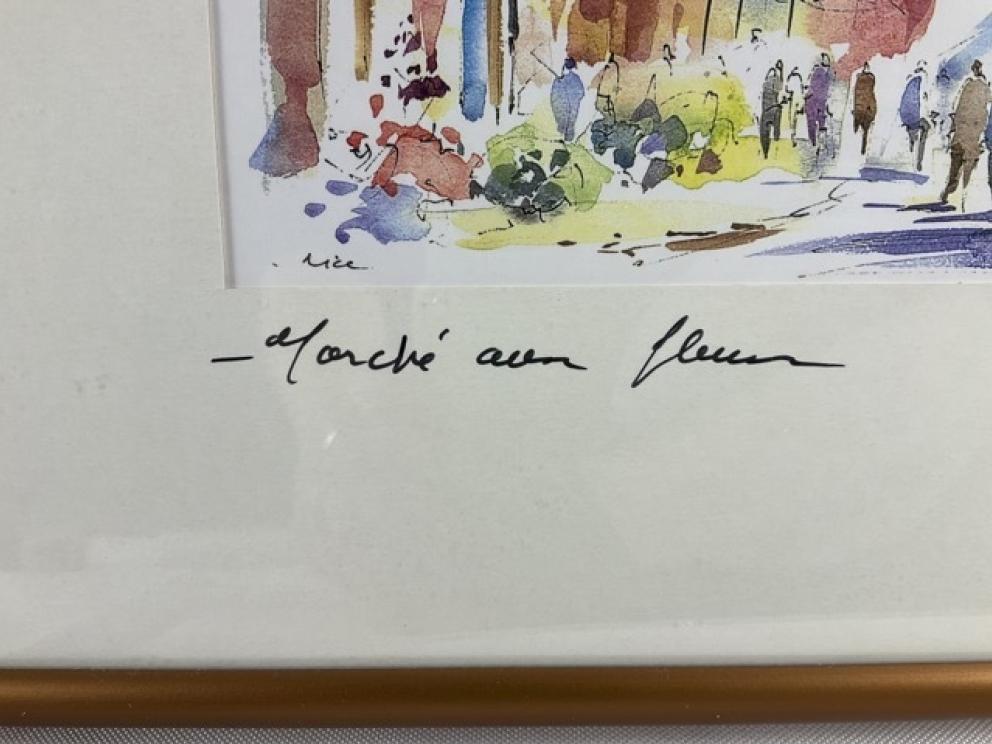 Nice
- Marché aux fleurs